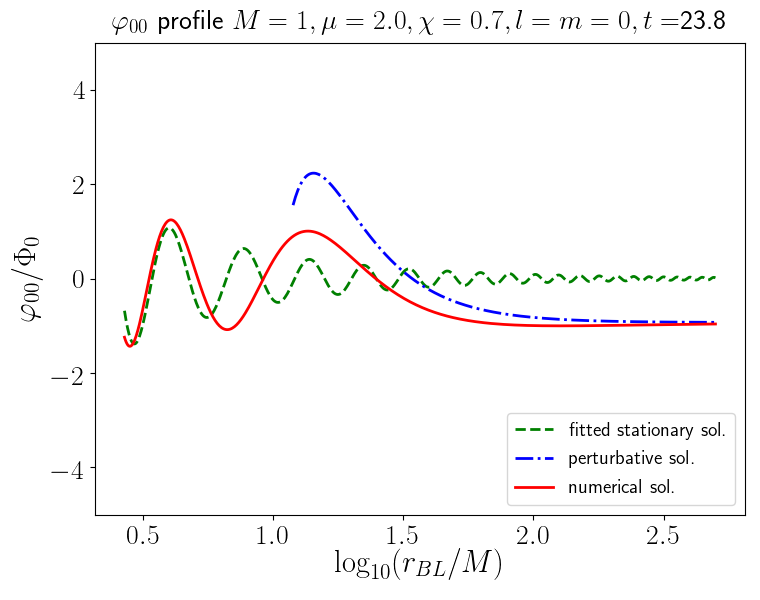 φ₀₀ profile M = 1, μ = 2.0, χ = 0.7, l = m = 0, t =23.8
φ₀₀/Φ₀
4
2
0
−2
−4
fitted stationary sol.
perturbative sol.
numerical sol.
0.5 1.0 1.5 2.0 2.5
log₁₀(r_BL/M)